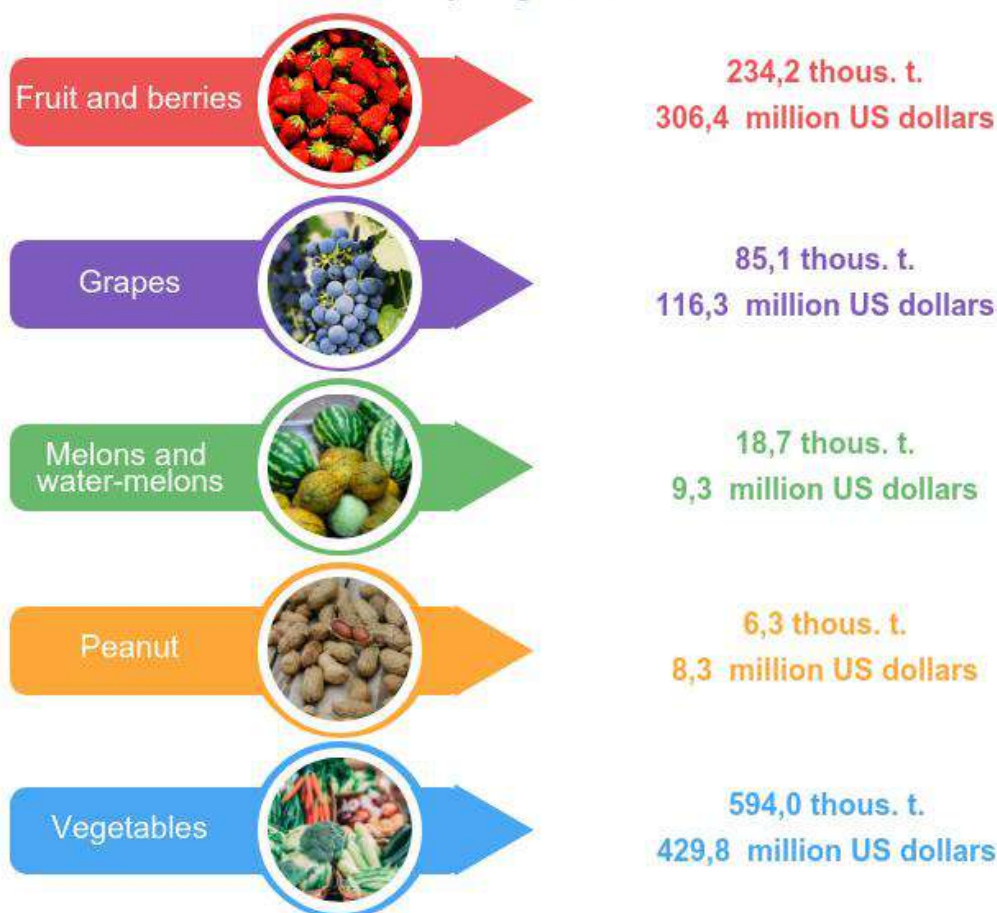 Fruit and berries
234,2 thous. t.
306,4 million US dollars
Grapes
85,1 thous. t.
116,3 million US dollars
Melons and
water-melons
18,7 thous. t.
9,3 million US dollars
Peanut
6,3 thous. t.
8,3 million US dollars
Vegetables
594,0 thous. t.
429,8 million US dollars